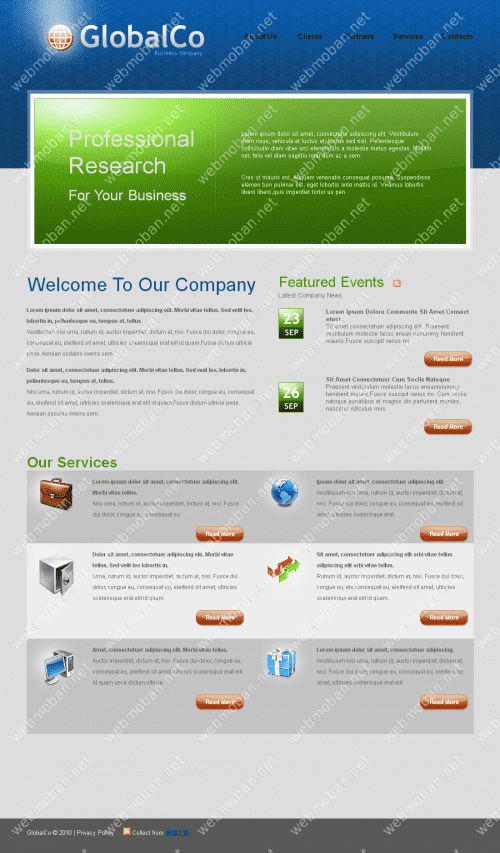 GlobalCo
Business Company
About Us Clients Partners Services Contacts
Professional
Research
For Your Business
Lorem ipsum dolor sit amet, consectetur adipiscing elit. Vestibulum
diam risus, vehicula et luctus at, luctus sed nisl. Pellentesque
sollicitudin diam vitae orci elementum a molestie metus egestas. Nullam
nec felis vel diam sagittis interdum ac a sem.
Cras ut mauris est. Aliquam venenatis consequat posuere. Suspendisse
elemen tum pulvinar elit, eget lobortis ante mattis id. Vivamus lobortis
libero libero,quis imperdiet tortor us pen.
Welcome To Our Company
Lorem ipsum dolor sit amet, consectetuer adipiscing elit. Morbi vitae tellus. Sed velit leo,
lobortis in, pellentesque eu, tempus et, tellus.
Vestibulum nisi urna, rutrum id, auctor imperdiet, dictum at, nisi. Fusce dui dolor, congue eu,
consequat eu, eleifend sit amet, ultricies scelerisque erat elit id quam.Fusce dictum ultricie
pede. Aenean sodales viverra sem.
Dolor sit amet, consectetuer adipiscing elit. Morbi vitae tellus. Sed velit leo, lobortis in,
pellentesque eu, tempus et, tellus.
Nisi urna, rutrum id, auctor imperdiet, dictum at, nisi. Fusce dui dolor, congue eu, consequat
eu, eleifend sit amet, ultricies scelerisque erat elit id quam.Fusce dictum ultricie pede.
Aenean sodales viverra sem.
Featured Events
Latest Company News
23
SEP
Lorem Ipsum Dolore Commente Sit Amet Consect
etuer
Sit amet consectetuer adipiscing elit. Praesent
vestibulum molestie lacus enean nonummy hendrerit
mauris.Fusce suscipit varius mi.
Read More
26
SEP
Sit Amet Consectetuer Cum Sociis Natoque
Praesent vestibulum molestie lacus eneanonummy
hendrerit mauris.Fusce suscipit varius mi. Cum sociis
natoque penatibus et magnis dis parturient montes,
nascetur ridiculus mus.
Read More
Our Services
Lorem ipsum dolor sit amet, consectetuer adipiscing elit.
Morbi vitae tellus.
Nisi urna, rutrum id, auctor imperdiet, dictum at, nisi. Fusce
dui dolor, congue eu, consequat eu.
Read More
Ipsum dolor sit amet, consectetuer adipiscing elit.
Vestibulum nisi urna, rutrum id, auctor imperdiet, dictum at,
nisi. Fusce dui dolor, congue eu, eleifend sit amet,
ultricies scelerisque erat.
Read More
Dolor sit amet, consectetuer adipiscing elit. Morbi vitae
tellus. Sed velit leo lobortis in.
Urna, rutrum id, auctor imperdiet, dictum at, nisi. Fusce dui
dolor, congue eu, consequat eu, eleifend sit amet, ultricies
scelerisque erat elit id quam.
Read More
Sit amet, consectetuer adipiscing elit orbi vitae tellus
adipiscing elit orbi vitae tellus.
Rutrum id, auctor imperdiet, dictum at, nisi. Fusce dui dolor,
congue eu, consequat eu, eleifend sit amet, ultricies
scelerisque erat elit id quam.
Read More
Amet, consectetuer adipiscing elit. Morbi vitae tellus.
Auctor imperdiet, dictum at, nisi. Fusce dui dolor, congue eu,
consequat eu, eleifend sit amet ultricies scelerisque erat elit
id quam usce dictum ultricie.
Read More
Lorem ipsum dolor sit amet, consectetuer adipiscing.
Vestibulum nisi urna, rutrum id, auctor imperdiet, dictum at,
nisi. Fusce dui dolor, congue eu, consequat eu, eleifend sit
amet, ultricies scelerisque erat elit.
Read More
GlobalCo © 2010 | Privacy Policy Collect from
webmoban.net